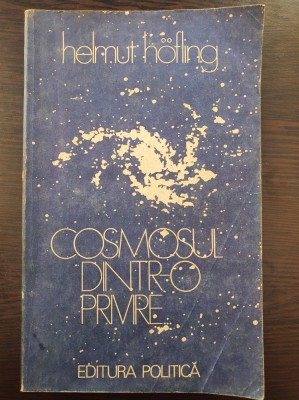 helmut höfling
COSMOSUL
DINTR-O
PRIVIRE
EDITURA POLITICĂ